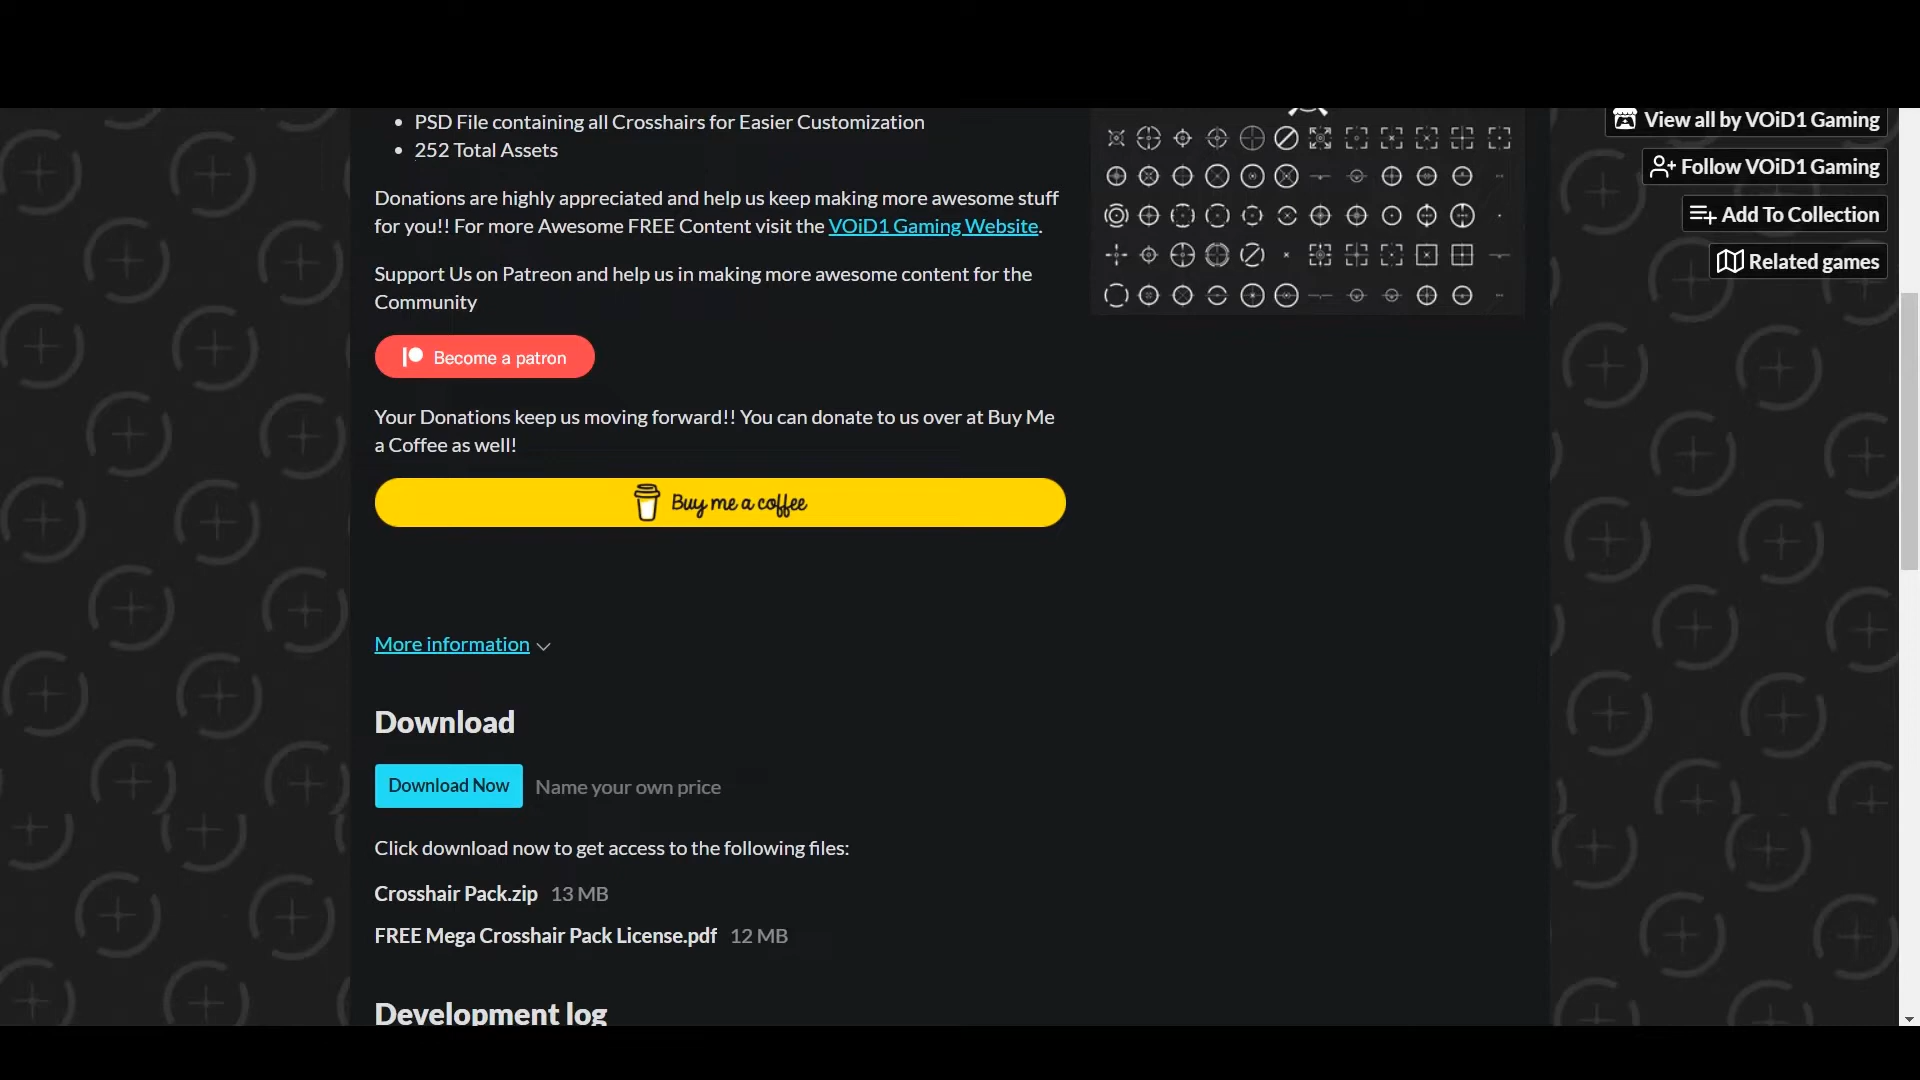 PSD File containing all Crosshairs for Easier Customization
252 Total Assets
Donations are highly appreciated and help us keep making more awesome stuff
for you!! For more Awesome FREE Content visit the VOiD1 Gaming Website.
Support Us on Patreon and help us in making more awesome content for the
Community
Become a patron
Your Donations keep us moving forward!! You can donate to us over at Buy Me
a Coffee as well!
Buy me a coffee
More information
Download
Download Now Name your own price
Click download now to get access to the following files:
Crosshair Pack.zip 13 MB
FREE Mega Crosshair Pack License.pdf 12 MB
Development log
View all by VOiD1 Gaming
Follow VOiD1 Gaming
Add To Collection
Related games